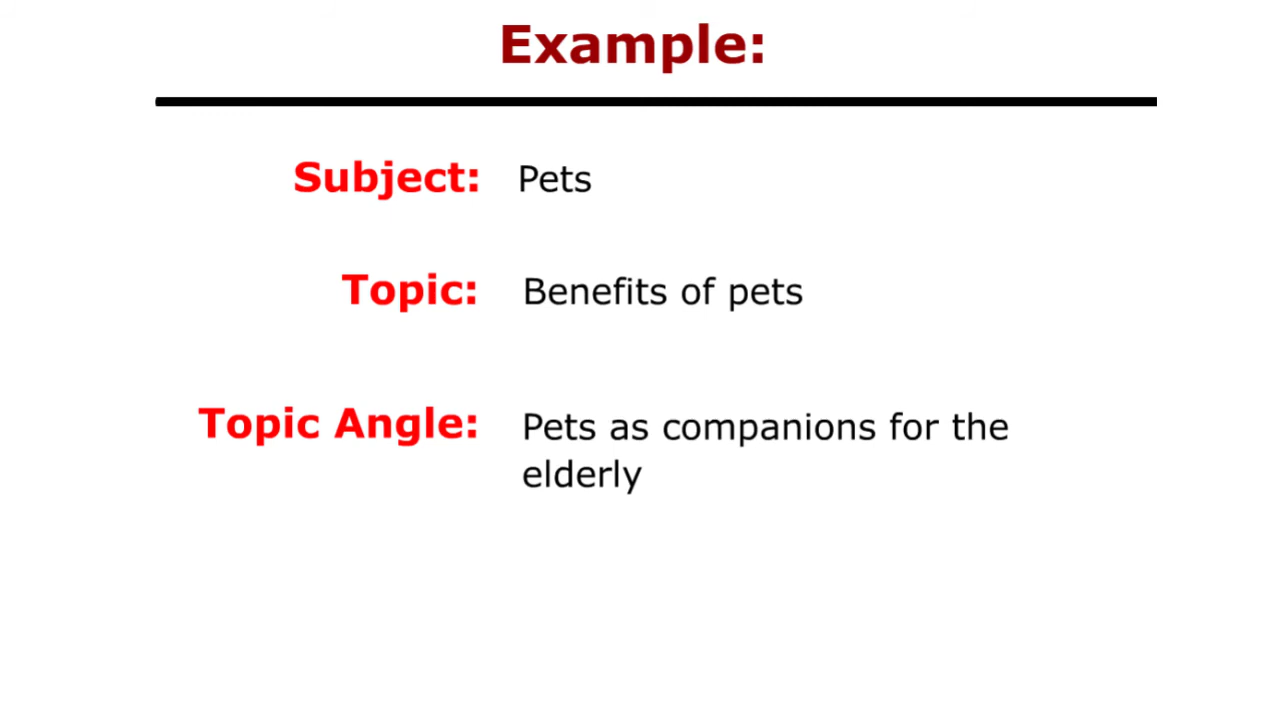 Example:
Subject: Pets
Topic: Benefits of pets
Topic Angle: Pets as companions for the
elderly